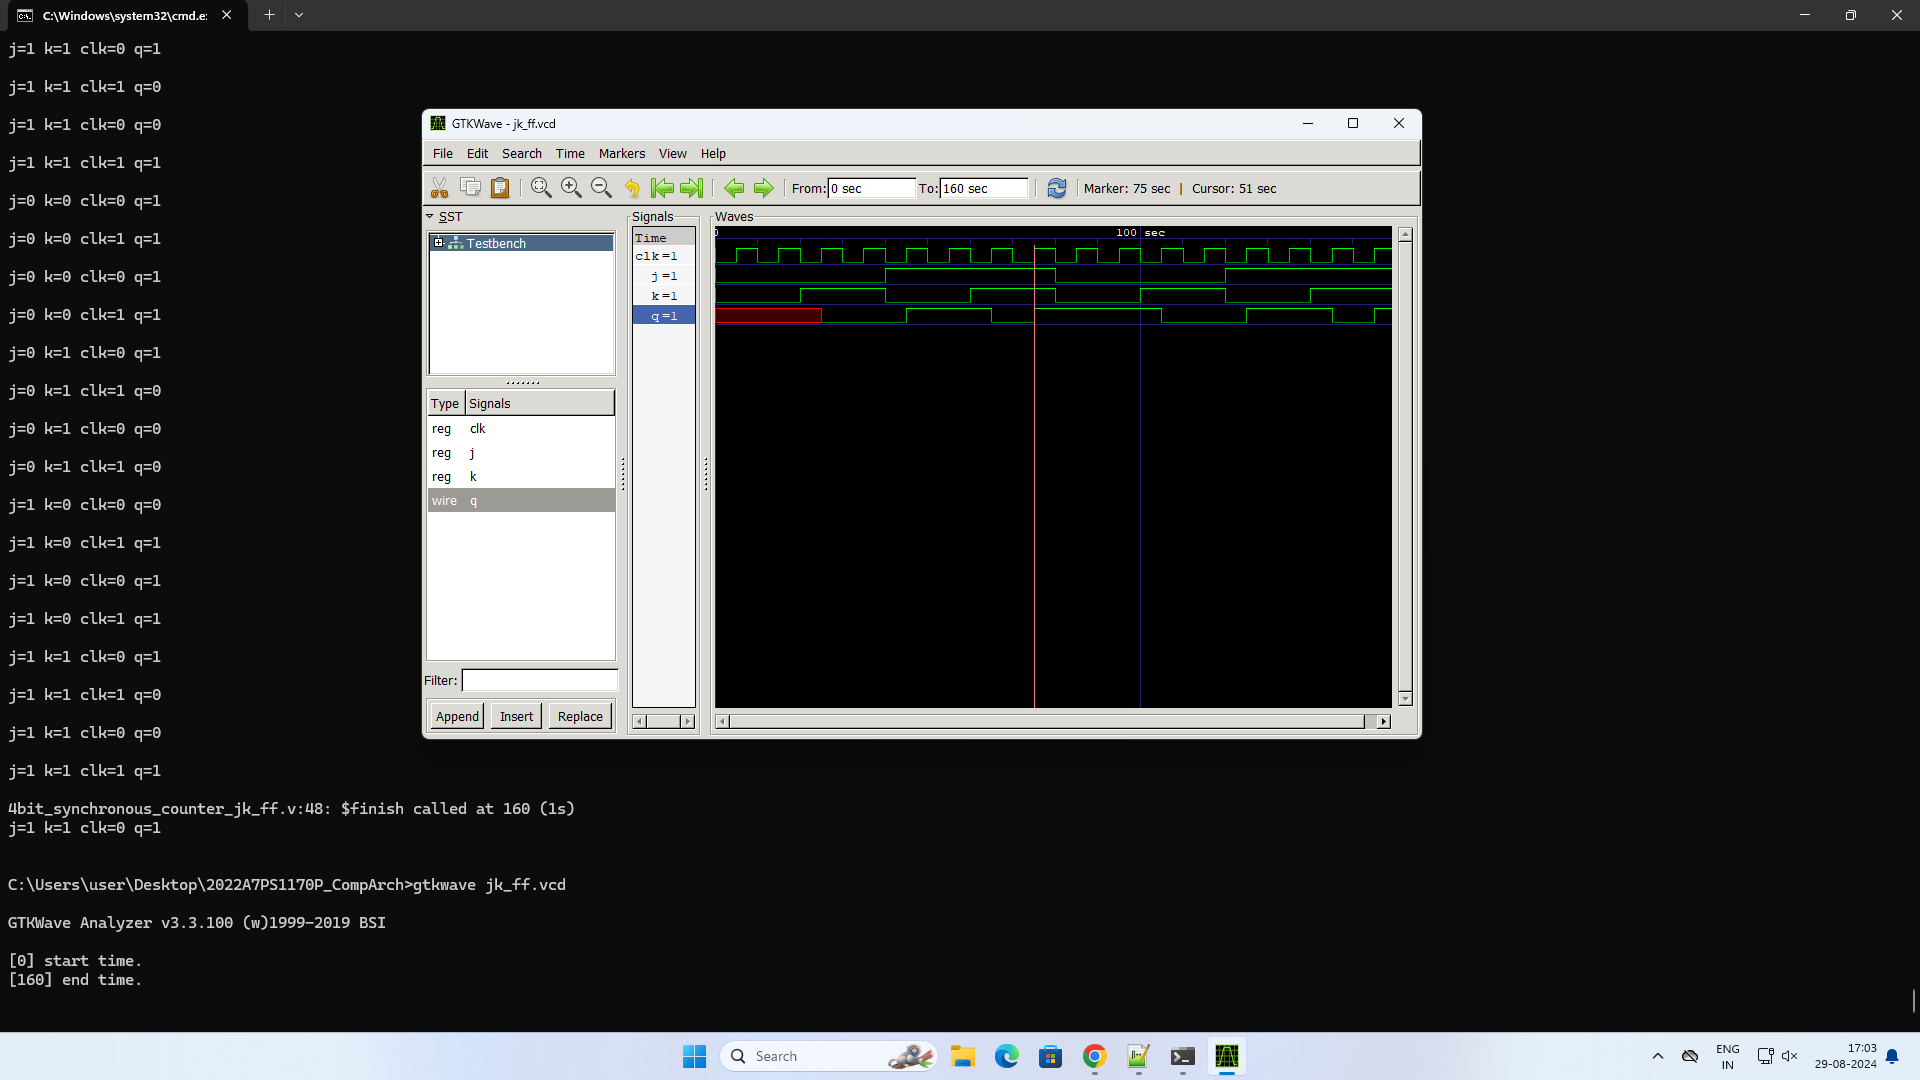 C:\Windows\system32\cmd.e:
j=1 k=1 clk=0 q=1
j=1 k=1 clk=1 q=0
j=1 k=1 clk=0 q=0
j=1 k=1 clk=1 q=1
j=0 k=0 clk=0 q=1
j=0 k=0 clk=1 q=1
j=0 k=0 clk=0 q=1
j=0 k=0 clk=1 q=1
j=0 k=1 clk=0 q=1
j=0 k=1 clk=1 q=0
j=0 k=1 clk=0 q=0
j=0 k=1 clk=1 q=0
j=1 k=0 clk=0 q=0
j=1 k=0 clk=1 q=1
j=1 k=0 clk=0 q=1
j=1 k=0 clk=1 q=1
j=1 k=1 clk=0 q=1
j=1 k=1 clk=1 q=0
j=1 k=1 clk=0 q=0
j=1 k=1 clk=1 q=1
4bit_synchronous_counter_jk_ff.v:48: $finish called at 160 (1s)
j=1 k=1 clk=0 q=1
C:\Users\user\Desktop\2022A7PS1170P_CompArch>gtkwave jk_ff.vcd
GTKWave Analyzer v3.3.100 (w)1999-2019 BSI
[0] start time.
[160] end time.
GTKWave - jk_ff.vcd
File Edit Search Time Markers View Help
From: 0 sec To: 160 sec Marker: 75 sec | Cursor: 51 sec
SST
Testbench
Type Signals
reg clk
reg j
reg k
wire q
Filter:
Append Insert Replace
Signals
Time
clk=1
j=1
k=1
q=1
Waves
0 100 sec
Search
ENG
IN
17:03
29-08-2024